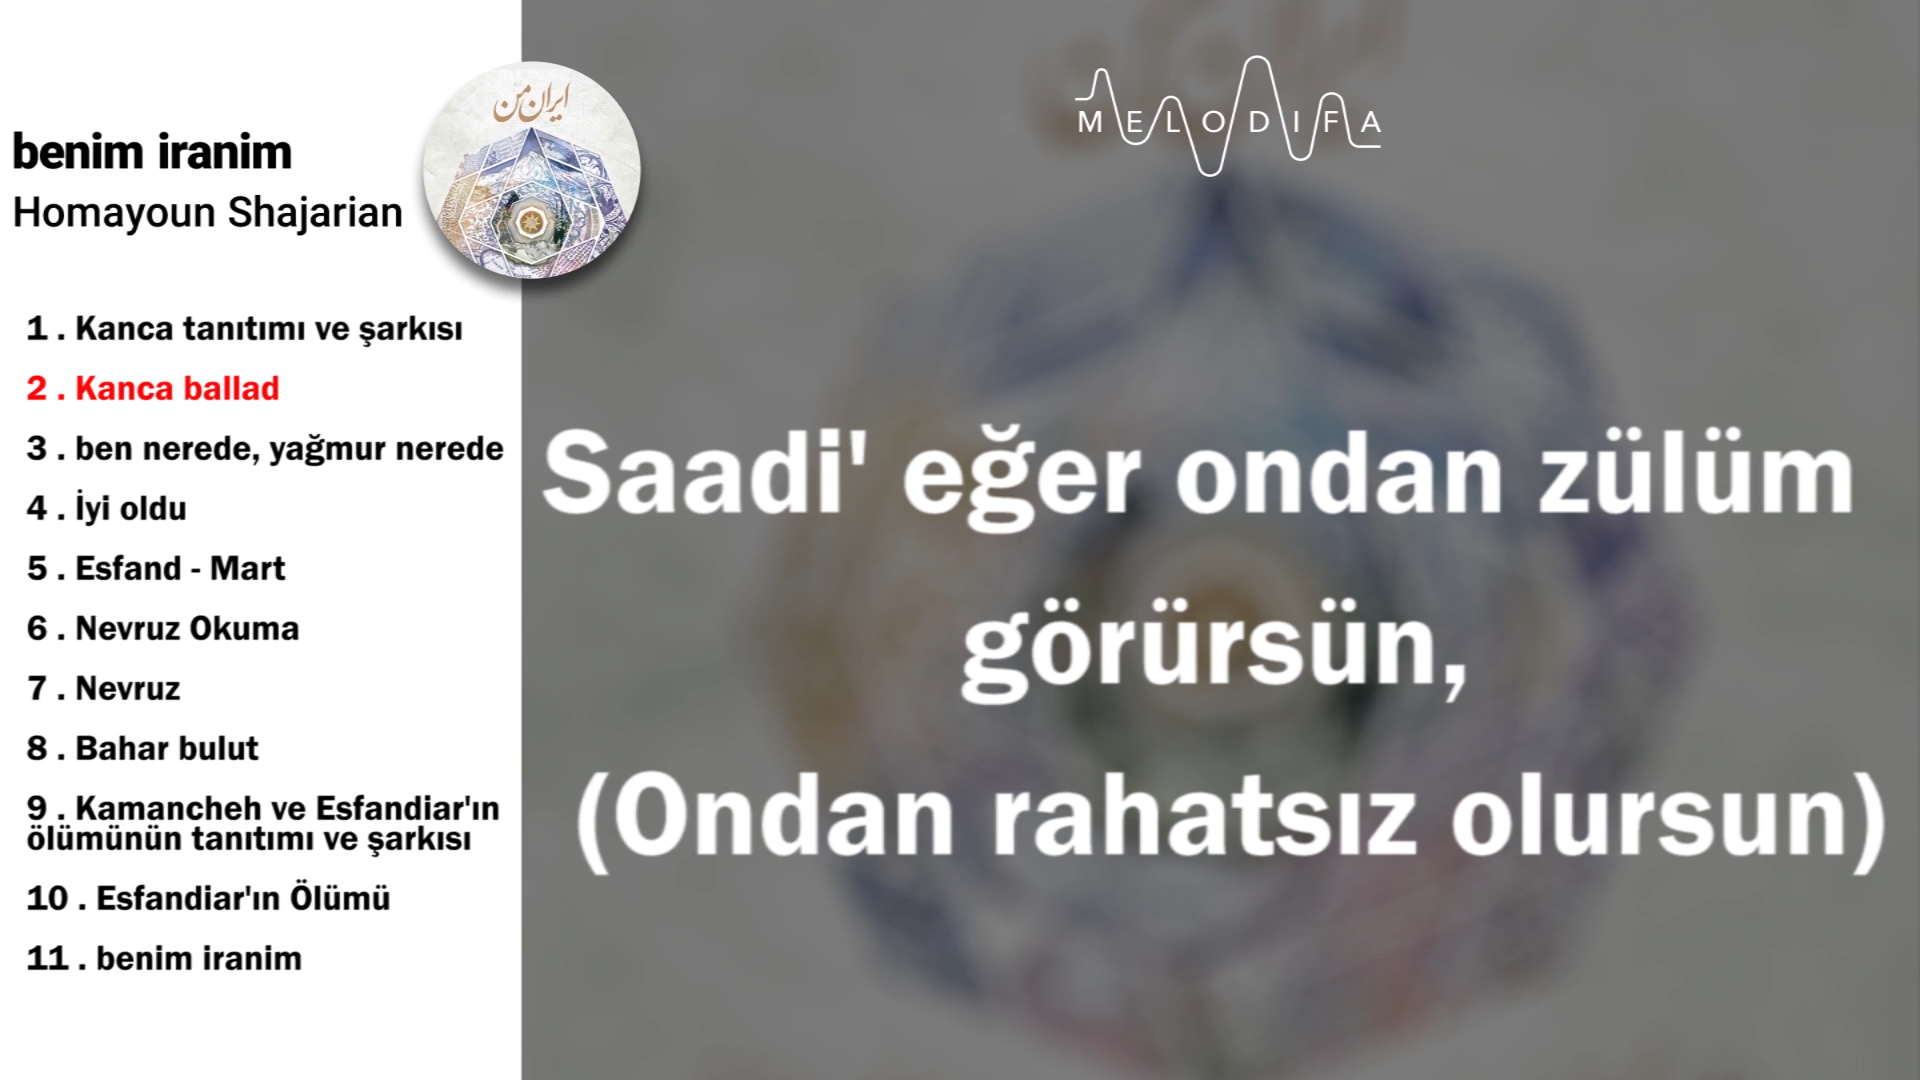 benim iranim
Homayoun Shajarian
ایران من
1 . Kanca tanıtımı ve şarkısı
2 . Kanca ballad
3 . ben nerede, yağmur nerede
4 . İyi oldu
5 . Esfand - Mart
6 . Nevruz Okuma
7 . Nevruz
8 . Bahar bulut
9 . Kamancheh ve Esfandiar'ın
ölümünün tanıtımı ve şarkısı
10 . Esfandiar'ın Ölümü
11 . benim iranim
MELODIFA
Saadi' eğer ondan zülüm
görürsün,
(Ondan rahatsız olursun)